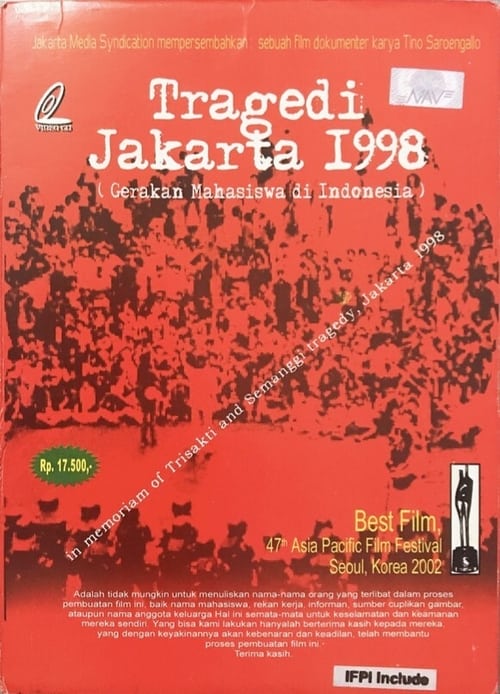 Jakarta Media Syndication mempersembahkan sebuah film dokumenter karya Tino Saroengallo
Tragedi
Jakarta 1998
( Gerakan Mahasiswa di Indonesia )
in memoriam of Trisakti and Semanggi tragedy, Jakarta 1998
Rp. 17.500,-
Best Film,
47th Asia Pacific Film Festival
Seoul, Korea 2002
Adalah tidak mungkin untuk menuliskan nama-nama orang yang terlibat dalam proses
pembuatan film ini, baik nama mahasiswa, rekan kerja, informan, sumber cuplikan gambar,
ataupun nama anggota keluarga Hal ini semata-mata untuk keselamatan dan keamanan
mereka sendiri. Yang bisa kami lakukan hanyalah berterima kasih kepada mereka,
yang dengan keyakinannya akan kebenaran dan keadilan, telah membantu
proses pembuatan film ini.
Terima kasih.
IFPI Include